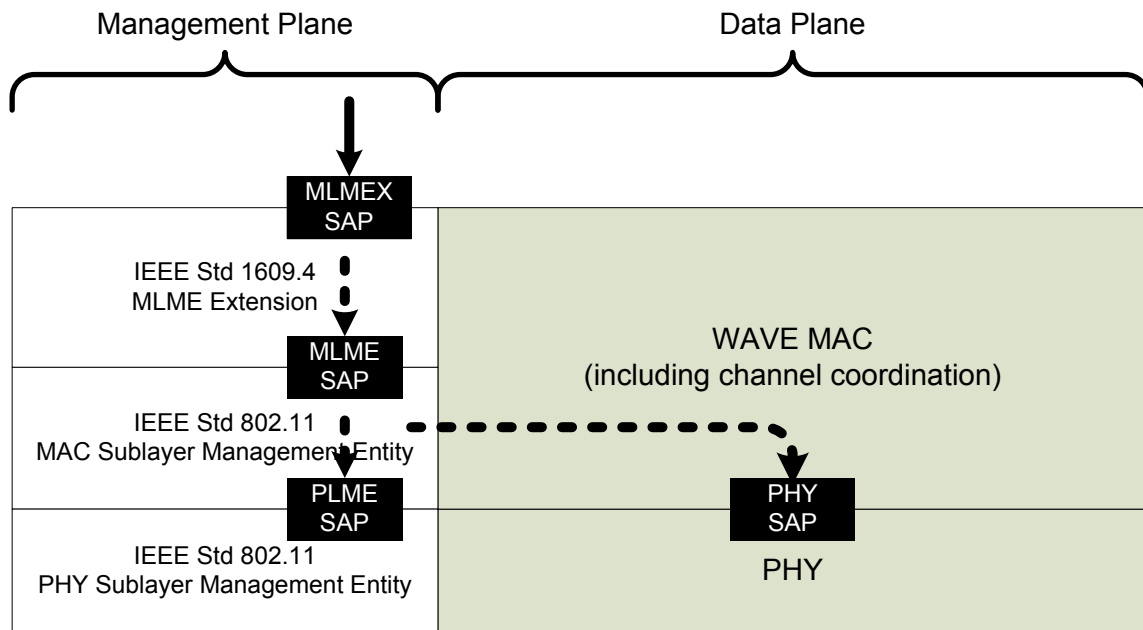 Management Plane
Data Plane
MLMEX
SAP
IEEE Std 1609.4
MLME Extension
MLME
SAP
WAVE MAC
(including channel coordination)
IEEE Std 802.11
MAC Sublayer Management Entity
PLME
SAP
PHY
SAP
IEEE Std 802.11
PHY Sublayer Management Entity
PHY